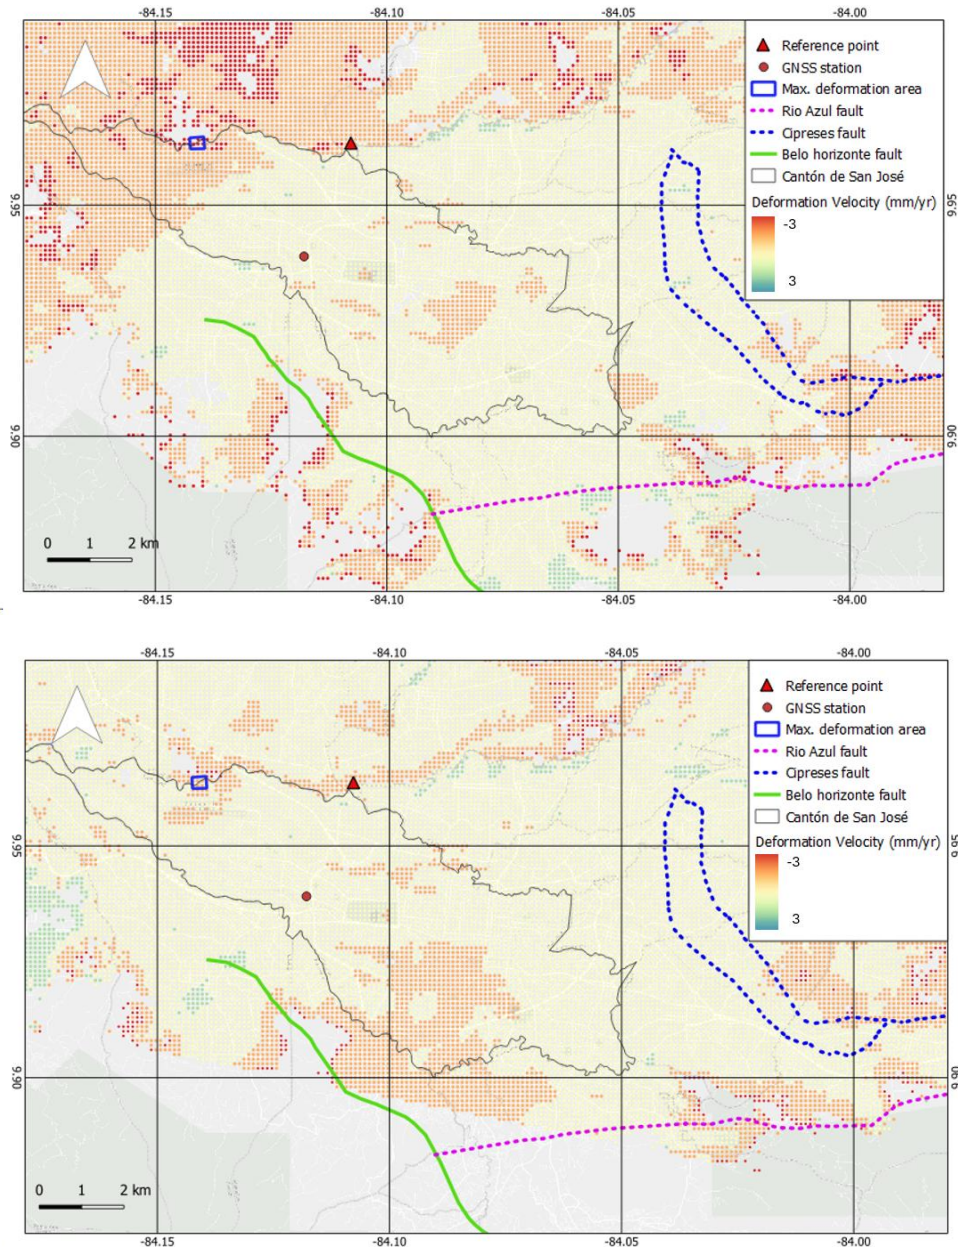 -84.15 -84.10 -84.05 -84.00
Reference point
GNSS station
Max. deformation area
Rio Azul fault
Cipreses fault
Belo horizonte fault
Cantón de San José
Deformation Velocity (mm/yr)
-3
3
9.95 9.95
9.90 9.90
0 1 2 km
-84.15 -84.10 -84.05 -84.00
-84.15 -84.10 -84.05 -84.00
Reference point
GNSS station
Max. deformation area
Rio Azul fault
Cipreses fault
Belo horizonte fault
Cantón de San José
Deformation Velocity (mm/yr)
-3
3
9.95 9.95
9.90 9.90
0 1 2 km
-84.15 -84.10 -84.05 -84.00